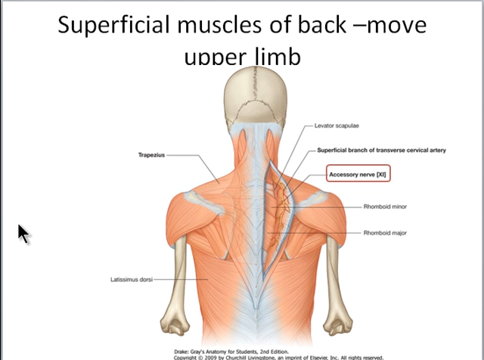 Superficial muscles of back –move
upper limb
Levator scapulae
Superficial branch of transverse cervical artery
Trapezius
Accessory nerve [XI]
Rhomboid minor
Rhomboid major
Latissimus dorsi
Drake: Gray's Anatomy for Students, 2nd Edition.
Copyright © 2009 by Churchill Livingstone, an imprint of Elsevier, Inc. All rights reserved.